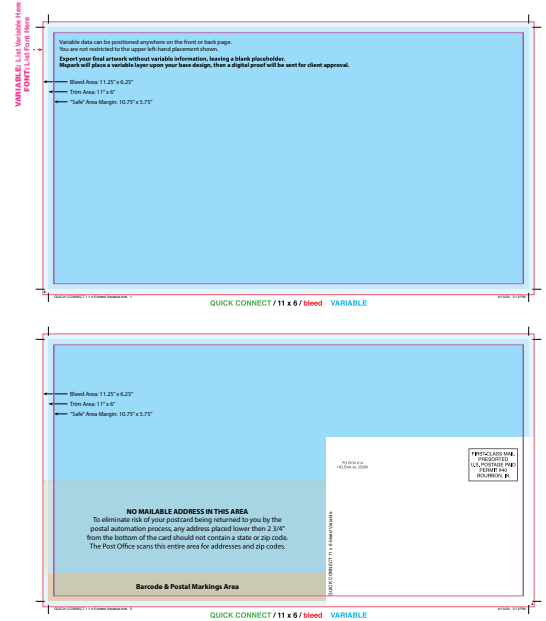 VARIABLE: List Variable Here
FONT: List Font Here
Variable data can be positioned anywhere on the front or back page.
You are not restricted to the upper left-hand placement shown.
Export your final artwork without variable information, leaving a blank placeholder.
Mspark will place a variable layer upon your base design, then a digital proof will be sent for client approval.
Bleed Area: 11.25" x 6.25"
Trim Area: 11" x 6"
"Safe" Area Margin: 10.75" x 5.75"
QUICK CONNECT / 11 x 6 / bleed VARIABLE
Bleed Area: 11.25" x 6.25"
Trim Area: 11" x 6"
"Safe" Area Margin: 10.75" x 5.75"
FIRST-CLASS MAIL
PRESORTED
U.S. POSTAGE PAID
PERMIT #40
BOURBON, IN
HELENA AL 35080
NO MAILABLE ADDRESS IN THIS AREA
To eliminate risk of your postcard being returned to you by the
postal automation process, any address placed lower then 2 3/4"
from the bottom of the card should not contain a state or zip code.
The Post Office scans this entire area for addresses and zip codes.
QUICK CONNECT 11 x 6 bleed Variable
Barcode & Postal Markings Area
QUICK CONNECT / 11 x 6 / bleed VARIABLE